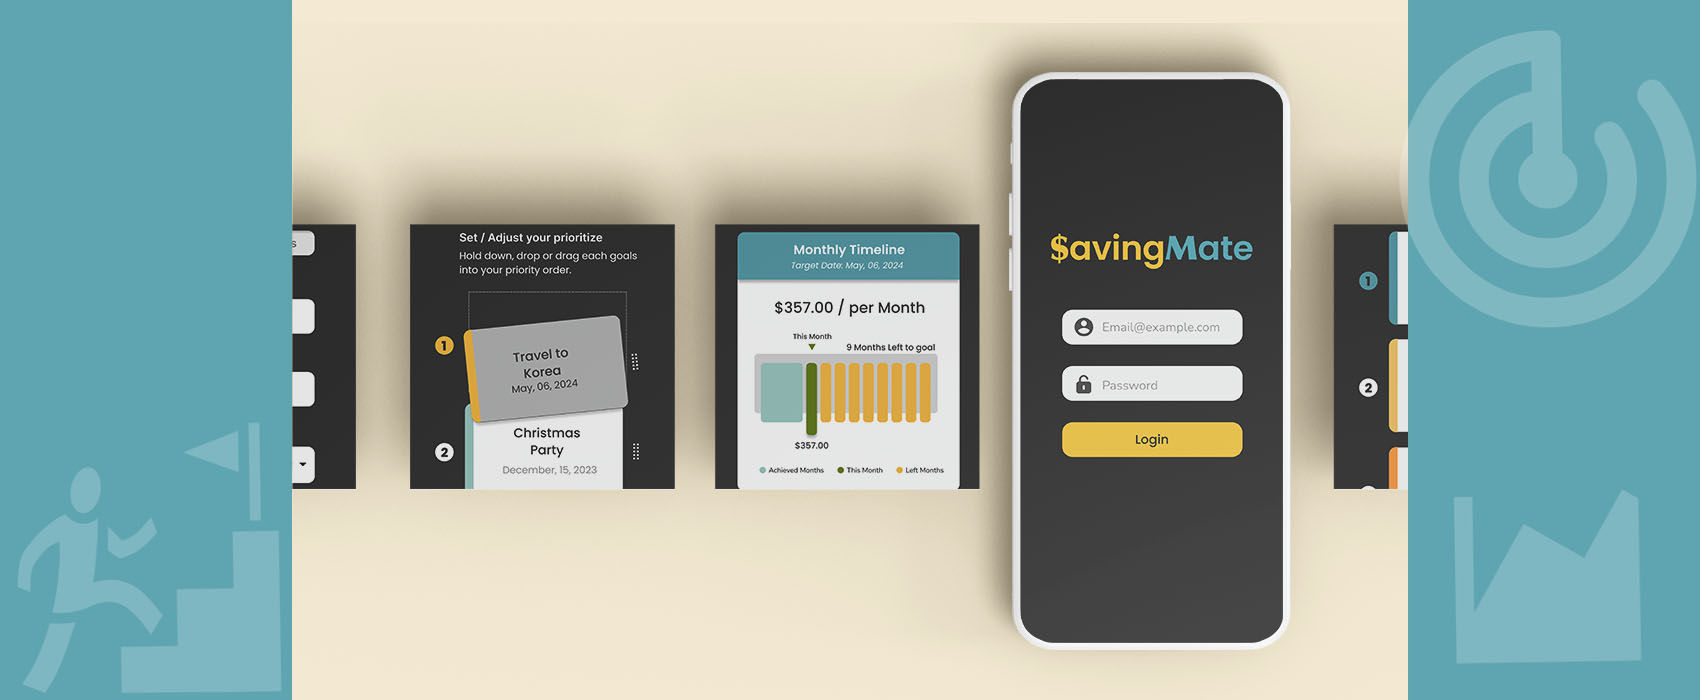 s
Set / Adjust your prioritize
Hold down, drop or drag each goals
into your priority order.
1
Travel to
Korea
May, 06, 2024
2
Christmas
Party
December, 15, 2023
Monthly Timeline
Target Date: May, 06, 2024
$357.00 / per Month
This Month
9 Months Left to goal
$357.00
Achieved Months
This Month
Left Months
$avingMate
Email@example.com
Password
Login
1
2